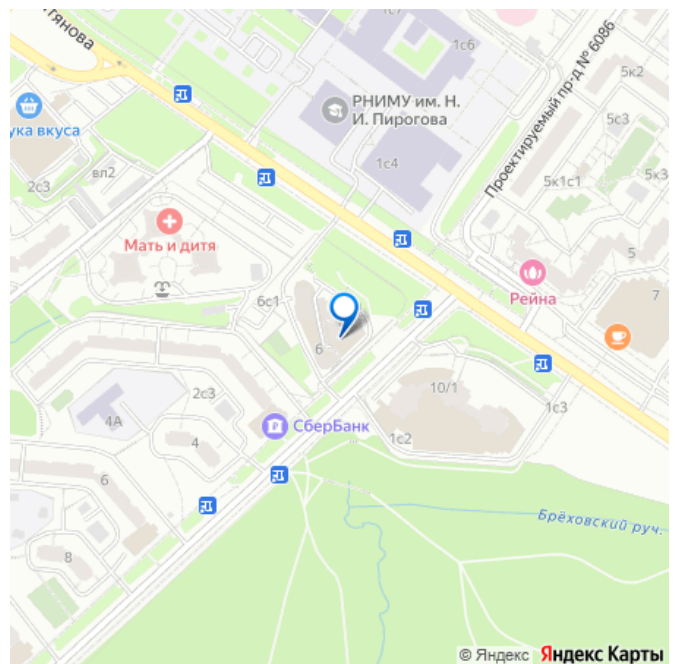 тянова
1с7
1с6
Проектируемый пр-д № 6086
5к2
РНИМУ им. Н.
И. Пирогова
5с3
ука вкуса
1с4
вл2
5к1с1
5к3
2с3
Мать и дитя
5
Рейна
7
6с1
6
10/1
2с3
1с3
4А
СберБанк
4
1с2
6
Брёховский руч.
8
© Яндекс Яндекс Карты